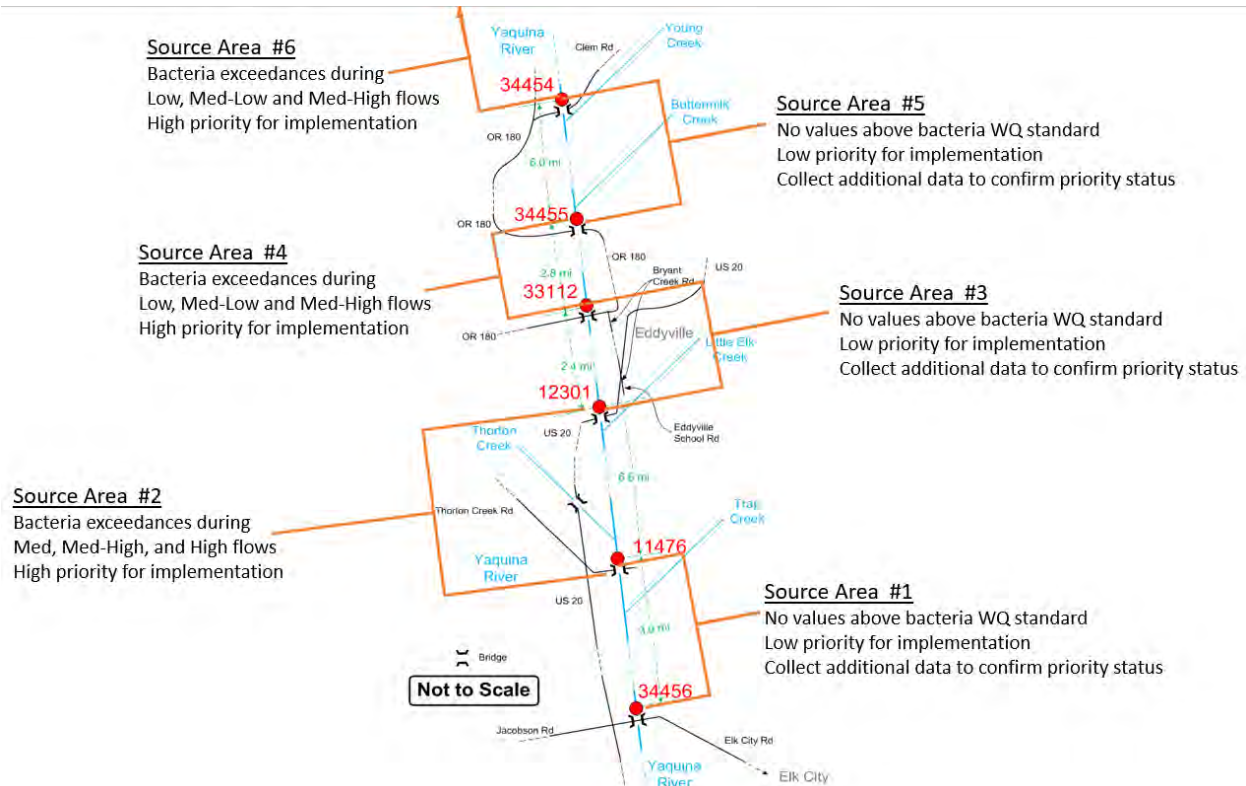 Source Area #6
Bacteria exceedances during
Low, Med-Low and Med-High flows
High priority for implementation
Yaquina
River
Clem Rd
Young
Creek
34454
OR 180
Buttermilk
Creek
6.0 mi
Source Area #5
No values above bacteria WQ standard
Low priority for implementation
Collect additional data to confirm priority status
34455
OR 180
OR 180
Source Area #4
Bacteria exceedances during
Low, Med-Low and Med-High flows
High priority for implementation
2.8 mi
Bryant
Creek Rd
US 20
33112
OR 180
Eddyville
Little Elk
Creek
Source Area #3
No values above bacteria WQ standard
Low priority for implementation
Collect additional data to confirm priority status
2.4 mi
12301
US 20
Eddyville
School Rd
Thorton
Creek
6.6 mi
Source Area #2
Bacteria exceedances during
Med, Med-High, and High flows
High priority for implementation
Thorton Creek Rd
Trap
Creek
11476
Yaquina
River
US 20
Source Area #1
No values above bacteria WQ standard
Low priority for implementation
Collect additional data to confirm priority status
mi
Bridge
Not to Scale
34456
Jacobson Rd
Elk City Rd
Yaquina
River
Elk City